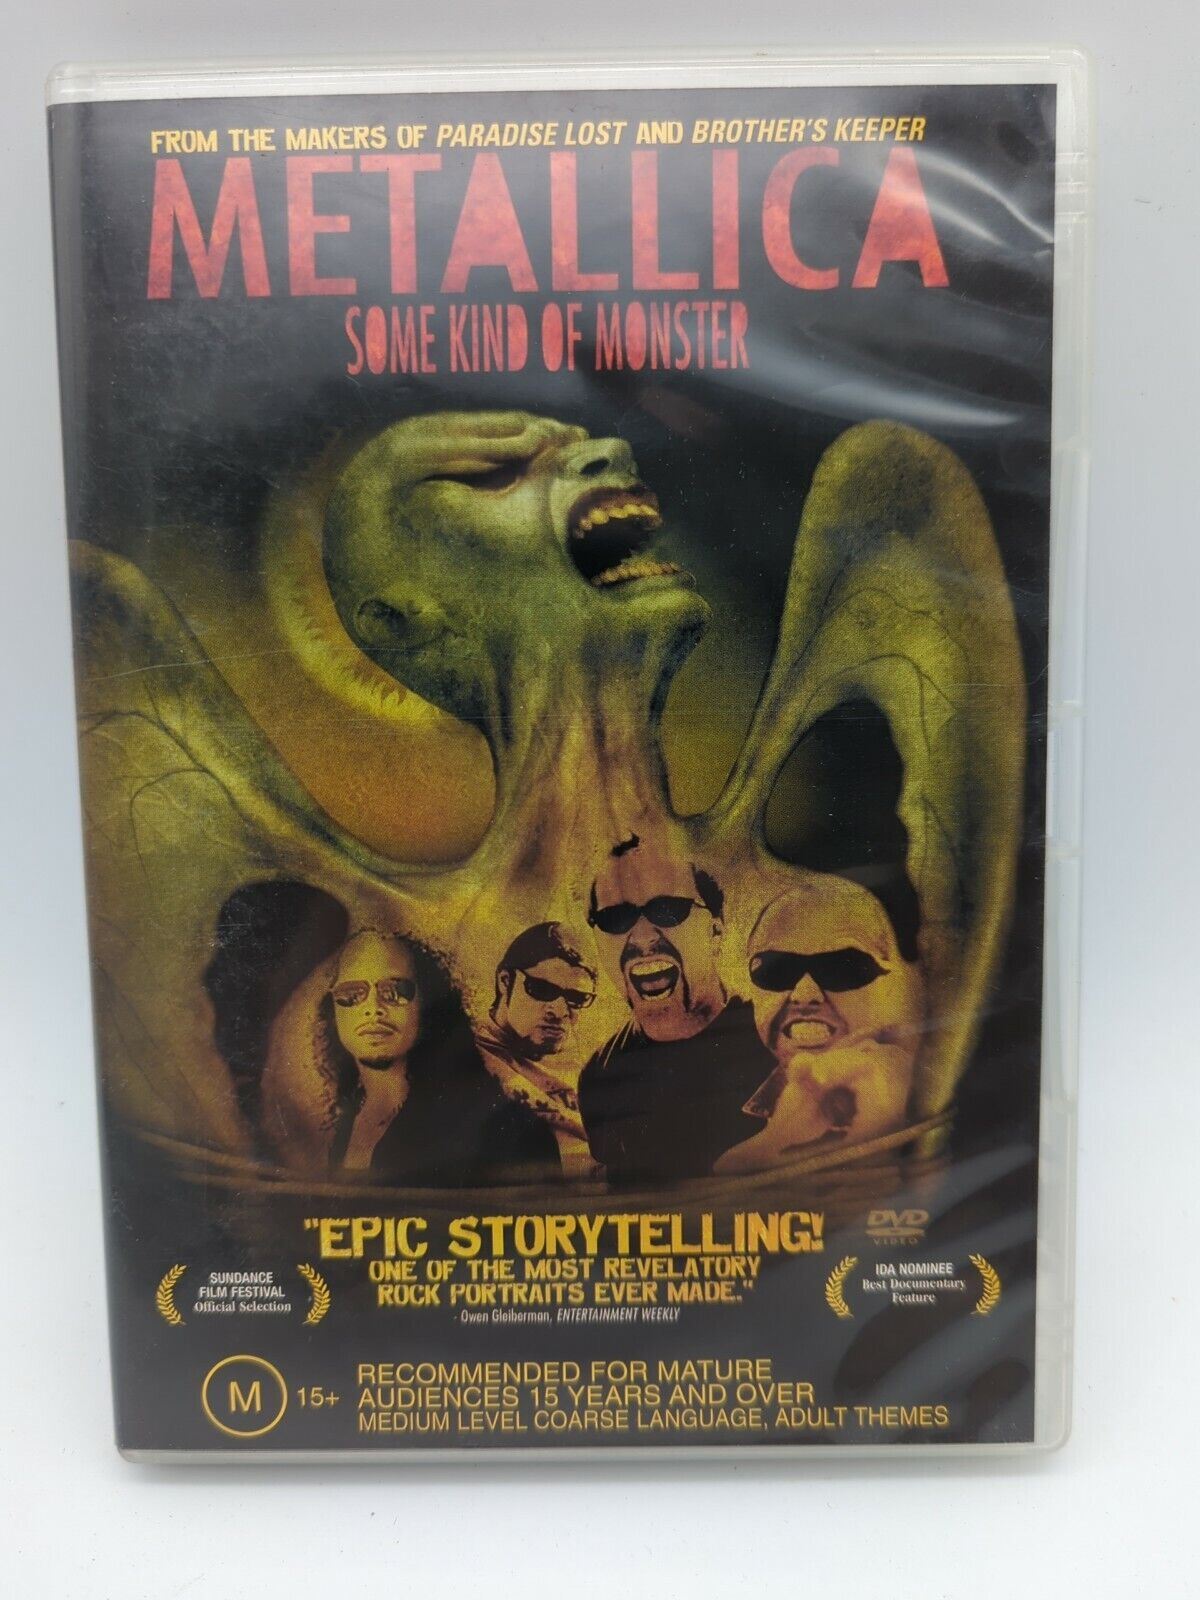 FROM THE MAKERS OF PARADISE LOST AND BROTHER'S KEEPER
METALLICA
SOME KIND OF MONSTER
"EPIC STORYTELLING!
ONE OF THE MOST REVELATORY
ROCK PORTRAITS EVER MADE."
- Owen Gleiberman, ENTERTAINMENT WEEKLY
DVD
VIDEO
SUNDANCE
FILM FESTIVAL
Official Selection
IDA NOMINEE
Best Documentary
Feature
M 15+
RECOMMENDED FOR MATURE
AUDIENCES 15 YEARS AND OVER
MEDIUM LEVEL COARSE LANGUAGE, ADULT THEMES